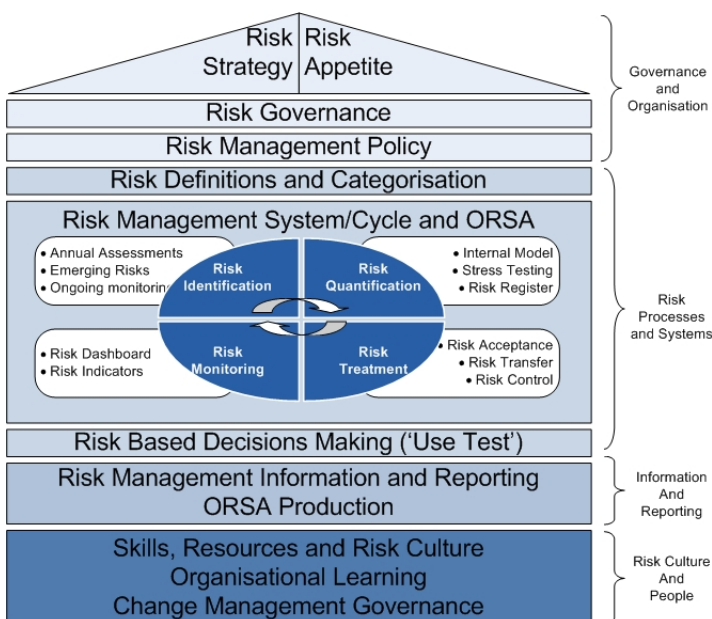 Risk Risk
Strategy Appetite
Governance
and
Organisation
Risk Governance
Risk Management Policy
Risk Definitions and Categorisation
Risk Management System/Cycle and ORSA
• Annual Assessments
• Emerging Risks
• Ongoing monitoring
Risk
Identification
Risk
Quantification
• Internal Model
• Stress Testing
• Risk Register
Risk
Processes
and Systems
• Risk Dashboard
• Risk Indicators
Risk
Monitoring
Risk
Treatment
• Risk Acceptance
• Risk Transfer
• Risk Control
Risk Based Decisions Making (‘Use Test’)
Risk Management Information and Reporting
ORSA Production
Information
And
Reporting
Skills, Resources and Risk Culture
Organisational Learning
Change Management Governance
Risk Culture
And
People